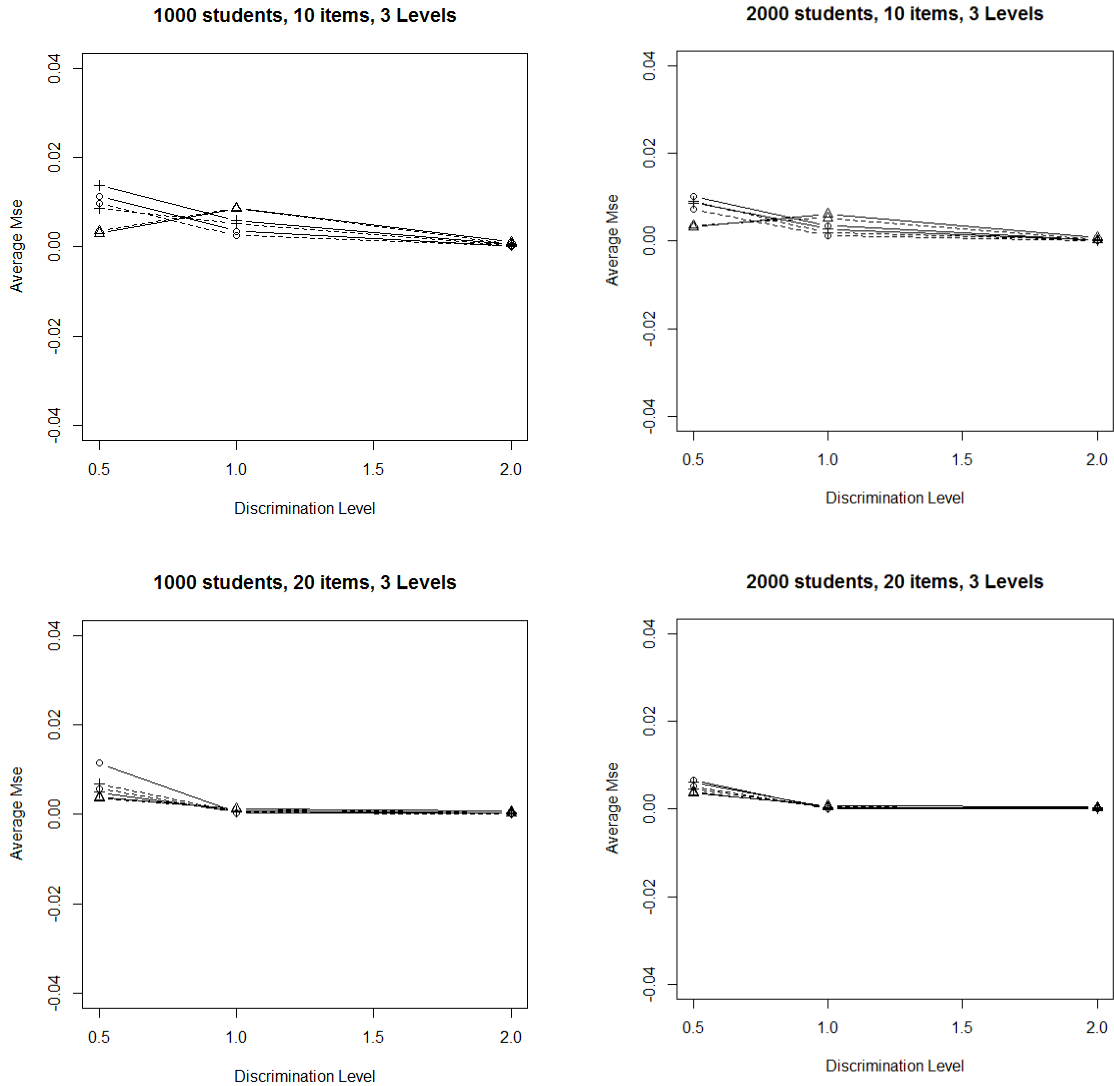 1000 students, 10 items, 3 Levels
0.04
0.02
0.00
-0.02
-0.04
Average Mse
0.5 1.0 1.5 2.0
Discrimination Level
2000 students, 10 items, 3 Levels
0.04
0.02
0.00
-0.02
-0.04
Average Mse
0.5 1.0 1.5 2.0
Discrimination Level
1000 students, 20 items, 3 Levels
0.04
0.02
0.00
-0.02
-0.04
Average Mse
0.5 1.0 1.5 2.0
Discrimination Level
2000 students, 20 items, 3 Levels
0.04
0.02
0.00
-0.02
-0.04
Average Mse
0.5 1.0 1.5 2.0
Discrimination Level